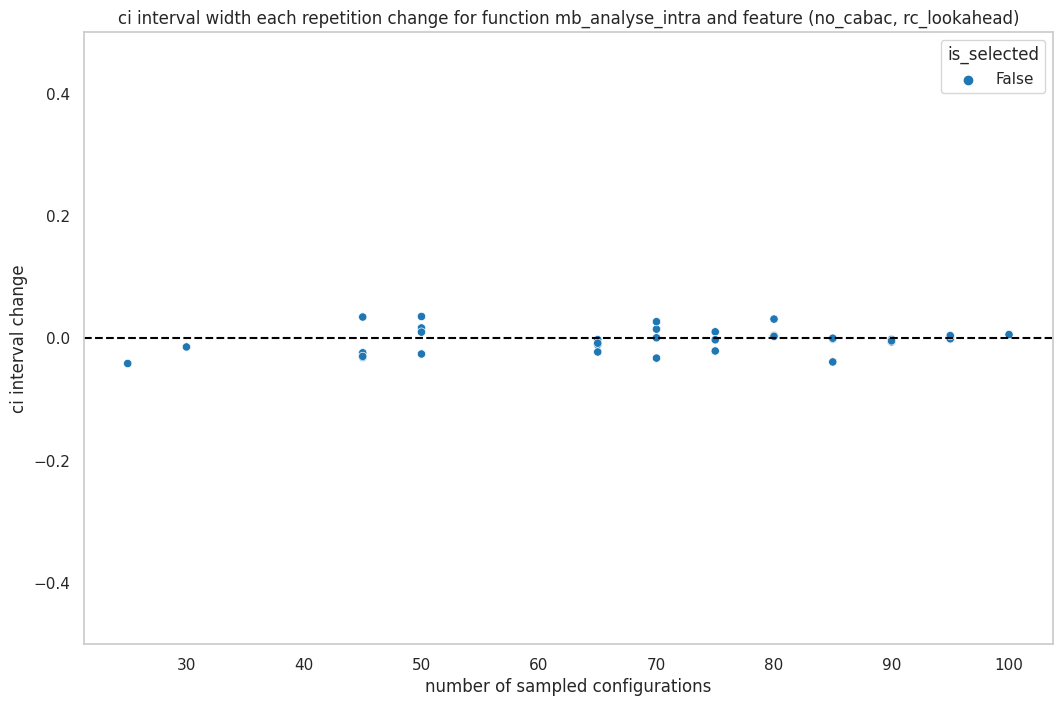 ci interval width each repetition change for function mb_analyse_intra and feature (no_cabac, rc_lookahead)
is_selected
False
ci interval change
0.4
0.2
0.0
−0.2
−0.4
30 40 50 60 70 80 90 100
number of sampled configurations